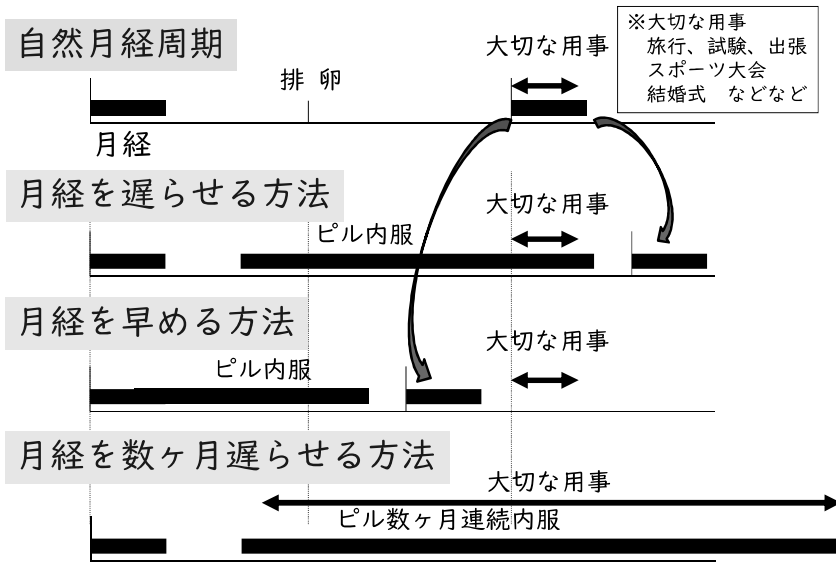 自然月経周期
大切な用事
※大切な用事
旅行、試験、出張
スポーツ大会
結婚式　などなど
排 卵
月経
月経を遅らせる方法
大切な用事
ピル内服
月経を早める方法
大切な用事
ピル内服
月経を数ヶ月遅らせる方法
大切な用事
ピル数ヶ月連続内服